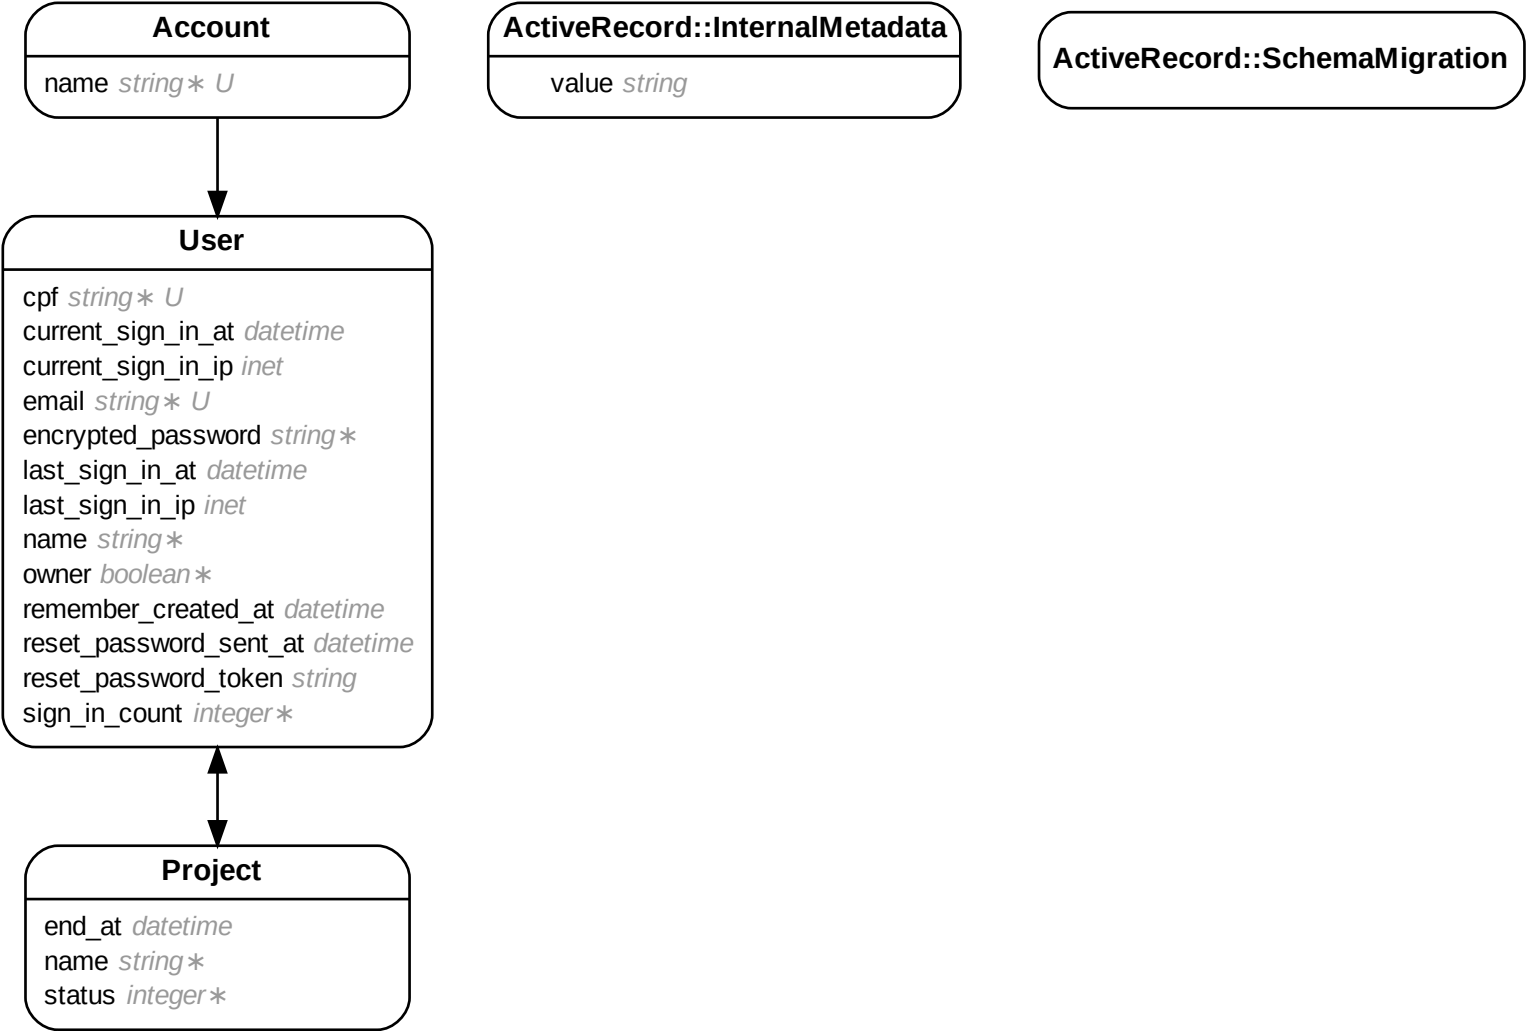 Account
name string∗ U
ActiveRecord::InternalMetadata
value string
ActiveRecord::SchemaMigration
User
cpf string∗ U
current_sign_in_at datetime
current_sign_in_ip inet
email string∗ U
encrypted_password string∗
last_sign_in_at datetime
last_sign_in_ip inet
name string∗
owner boolean∗
remember_created_at datetime
reset_password_sent_at datetime
reset_password_token string
sign_in_count integer∗
Project
end_at datetime
name string∗
status integer∗